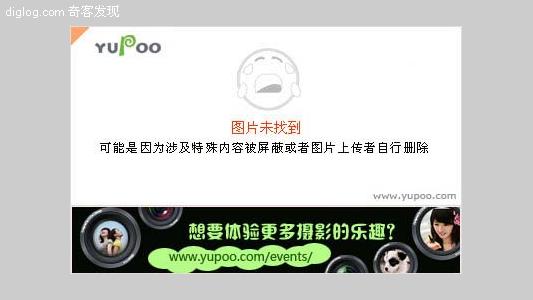 diglog.com 奇客发现
YUPOO
图片未找到
可能是因为涉及特殊内容被屏蔽或者图片上传者自行删除
www.yupoo.com
想要体验更多摄影的乐趣?
www.yupoo.com/events/